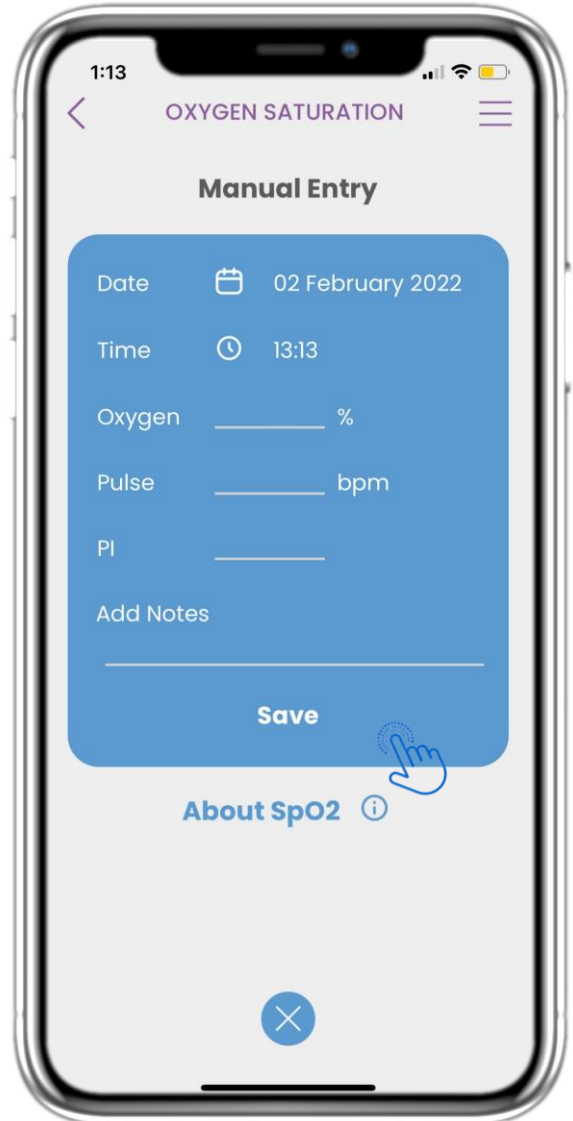 1:13
OXYGEN SATURATION
Manual Entry
Date 02 February 2022
Time 13:13
Oxygen %
Pulse bpm
PI
Add Notes
Save
About SpO2